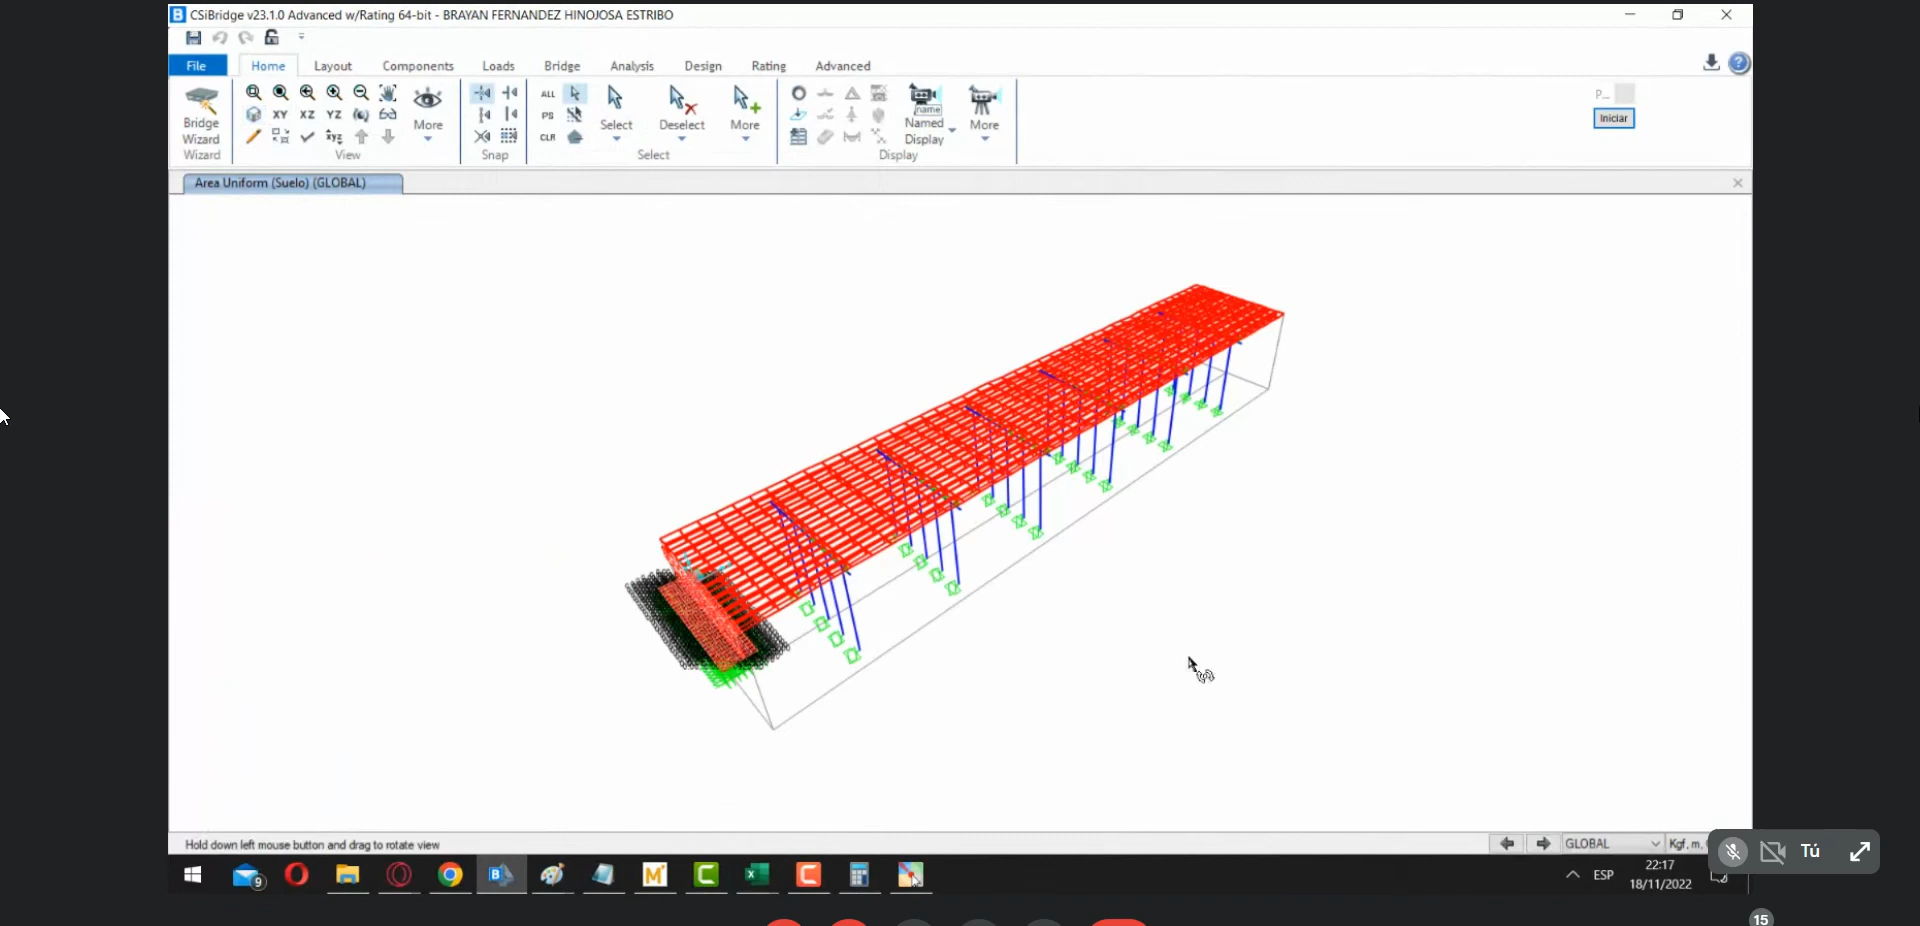 CSiBridge v23.1.0 Advanced w/Rating 64-bit - BRAYAN FERNANDEZ HINOJOSA ESTRIBO
File Home Layout Components Loads Bridge Analysis Design Rating Advanced
Bridge Wizard
Wizard
XY XZ YZ
xyz
More
View
Snap
ALL
PS
CLR
Select Deselect More
Select
name
Named Display
More
Display
P...
Iniciar
Area Uniform (Suelo) (GLOBAL)
Hold down left mouse button and drag to rotate view
GLOBAL
Kgf, m,
Tú
9
ESP
22:17
18/11/2022
15